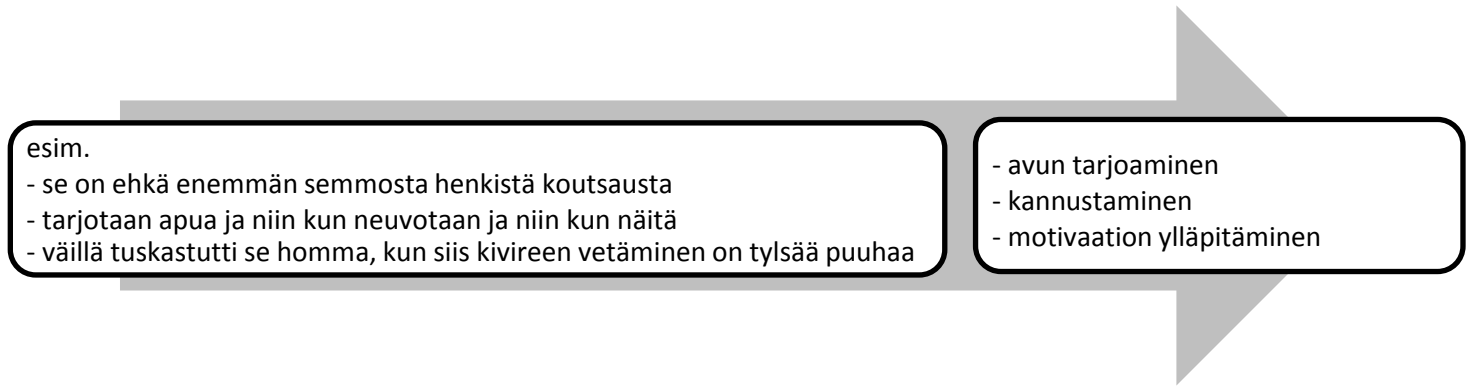 esim.
- se on ehkä enemmän semmosta henkistä koutsausta
- tarjotaan apua ja niin kun neuvotaan ja niin kun näitä
- väillä tuskastutti se homma, kun siis kivireen vetäminen on tylsää puuhaa
- avun tarjoaminen
- kannustaminen
- motivaation ylläpitäminen